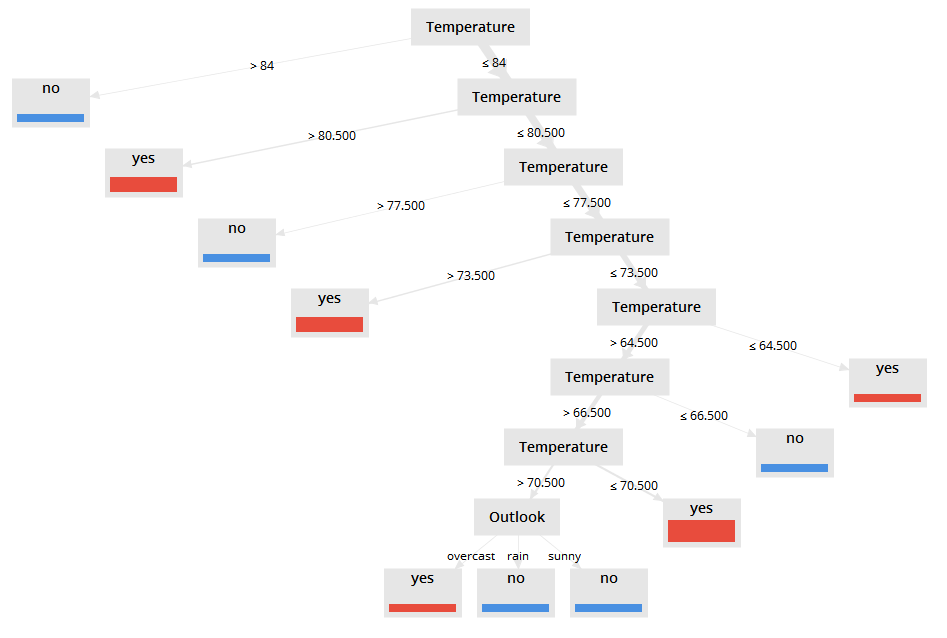 Temperature
> 84
≤ 84
no
Temperature
> 80.500
≤ 80.500
yes
Temperature
> 77.500
≤ 77.500
no
Temperature
> 73.500
≤ 73.500
yes
Temperature
> 64.500
≤ 64.500
Temperature
yes
> 66.500
≤ 66.500
Temperature
no
> 70.500
≤ 70.500
Outlook
yes
overcast
rain
sunny
yes
no
no